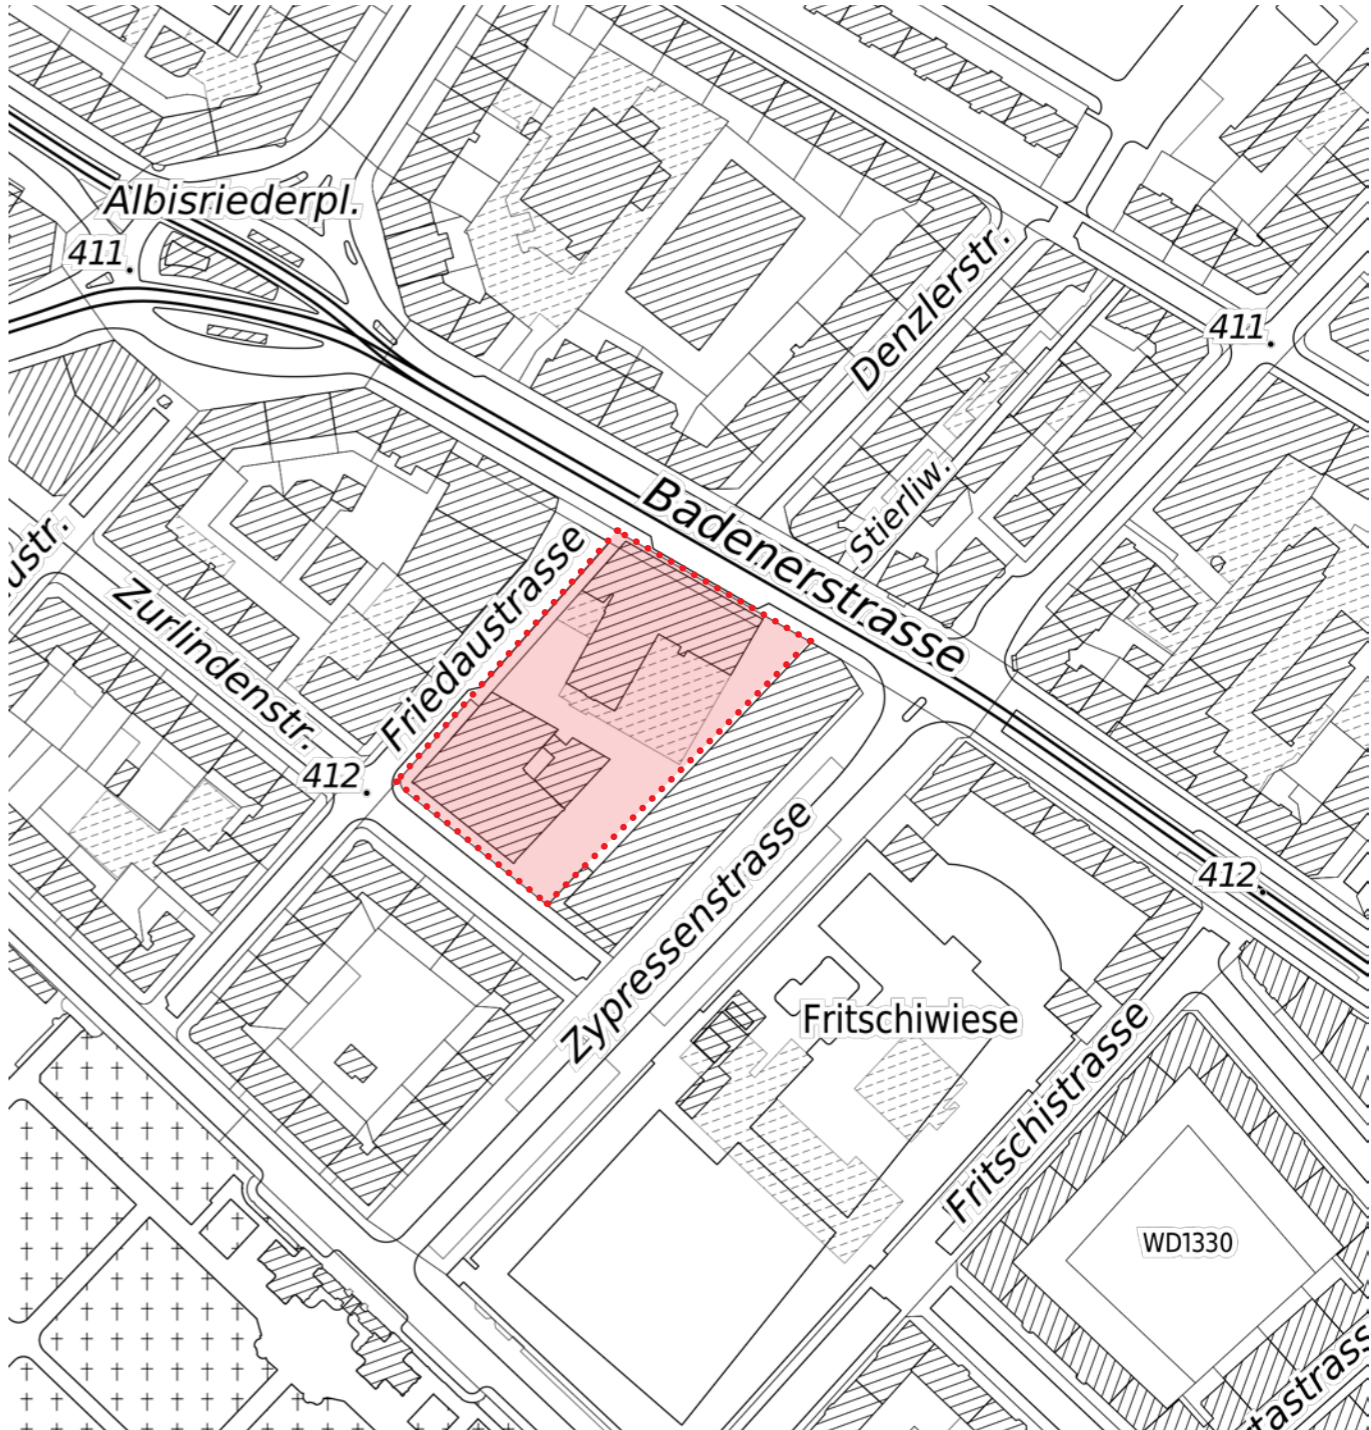 Albisriederpl.
411
Denzlerstr.
411
Stierliw.
Badenerstrasse
Friedaustrasse
Zurlindenstr.
412
Zypressenstrasse
412
Fritschiwiese
Fritschistrasse
WD1330